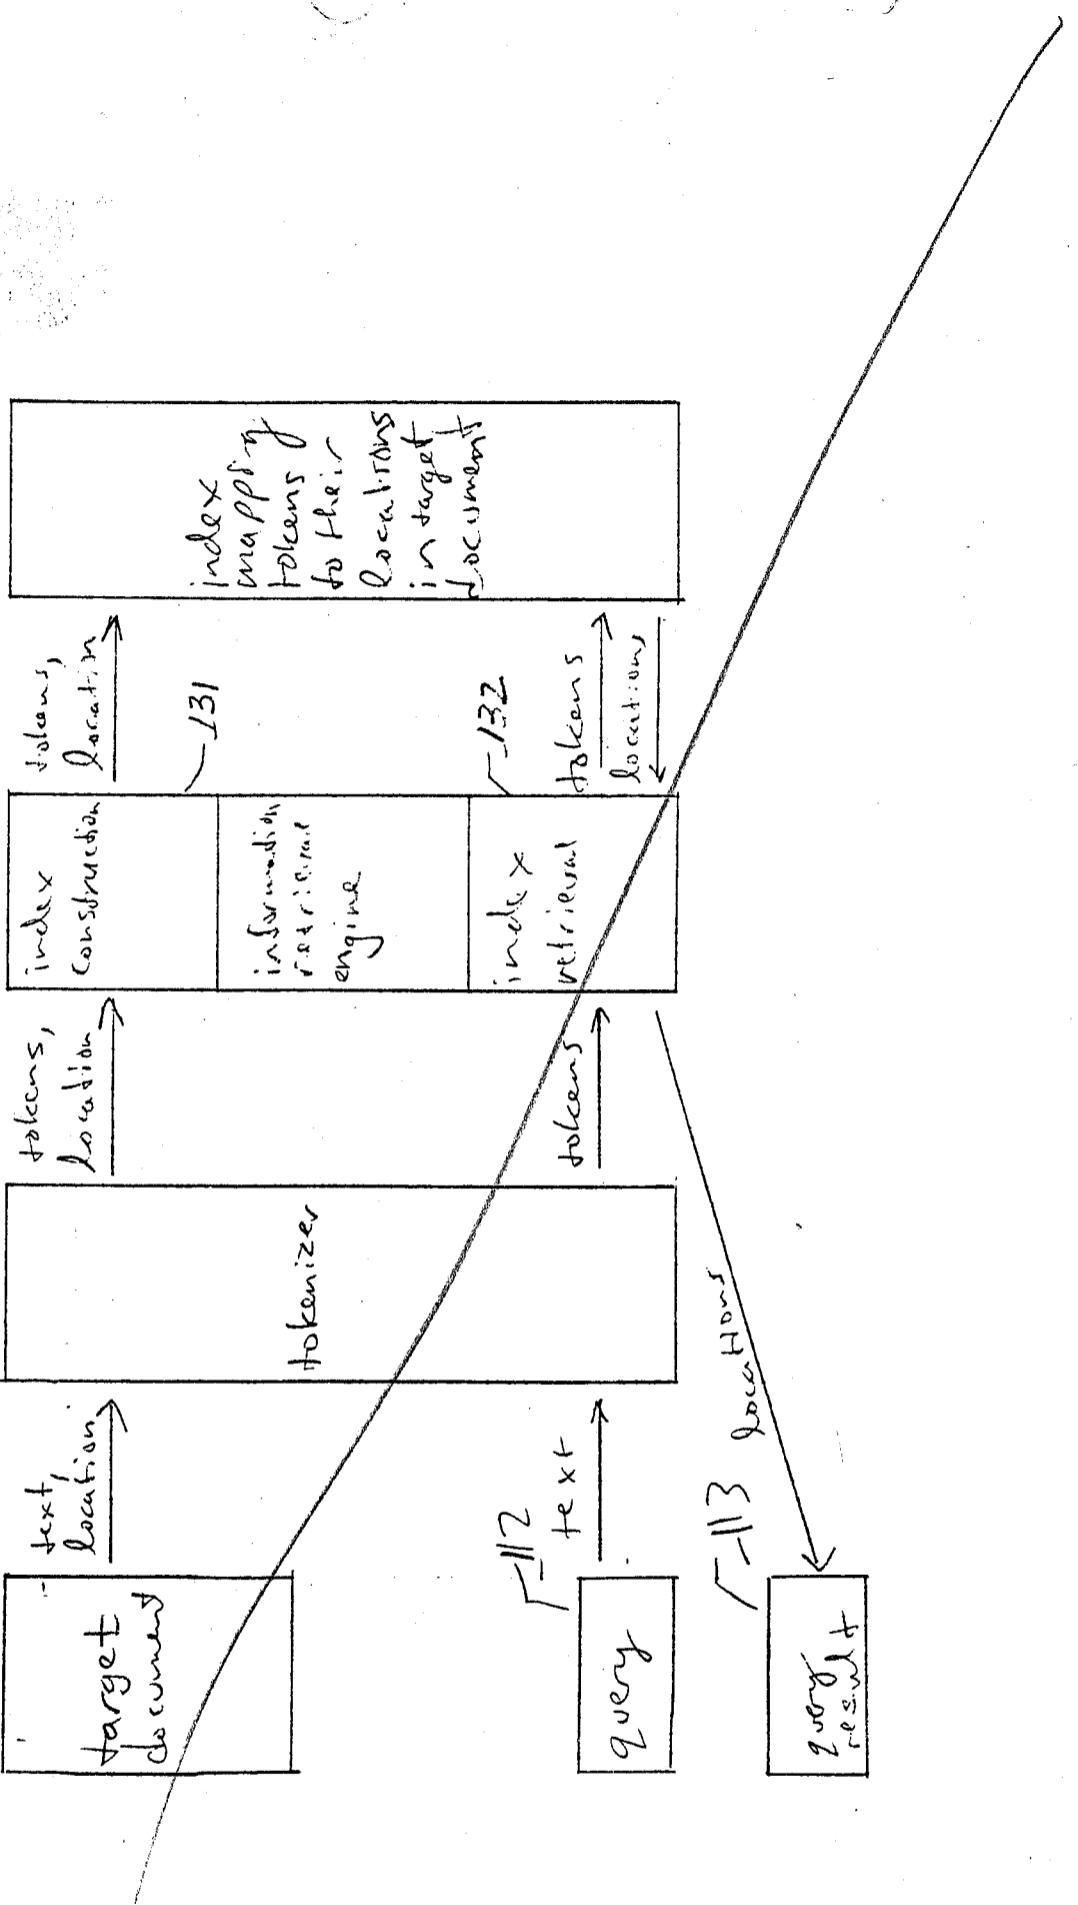 target
document
text,
location
tokenizer
tokens,
location
index
construction
131
information
retrieval
engine
index
retrieval
132
tokens,
location
index
mapping
tokens
to their
locations
in target
document
query
112
text
tokens
tokens
locations
query
result
113
locations